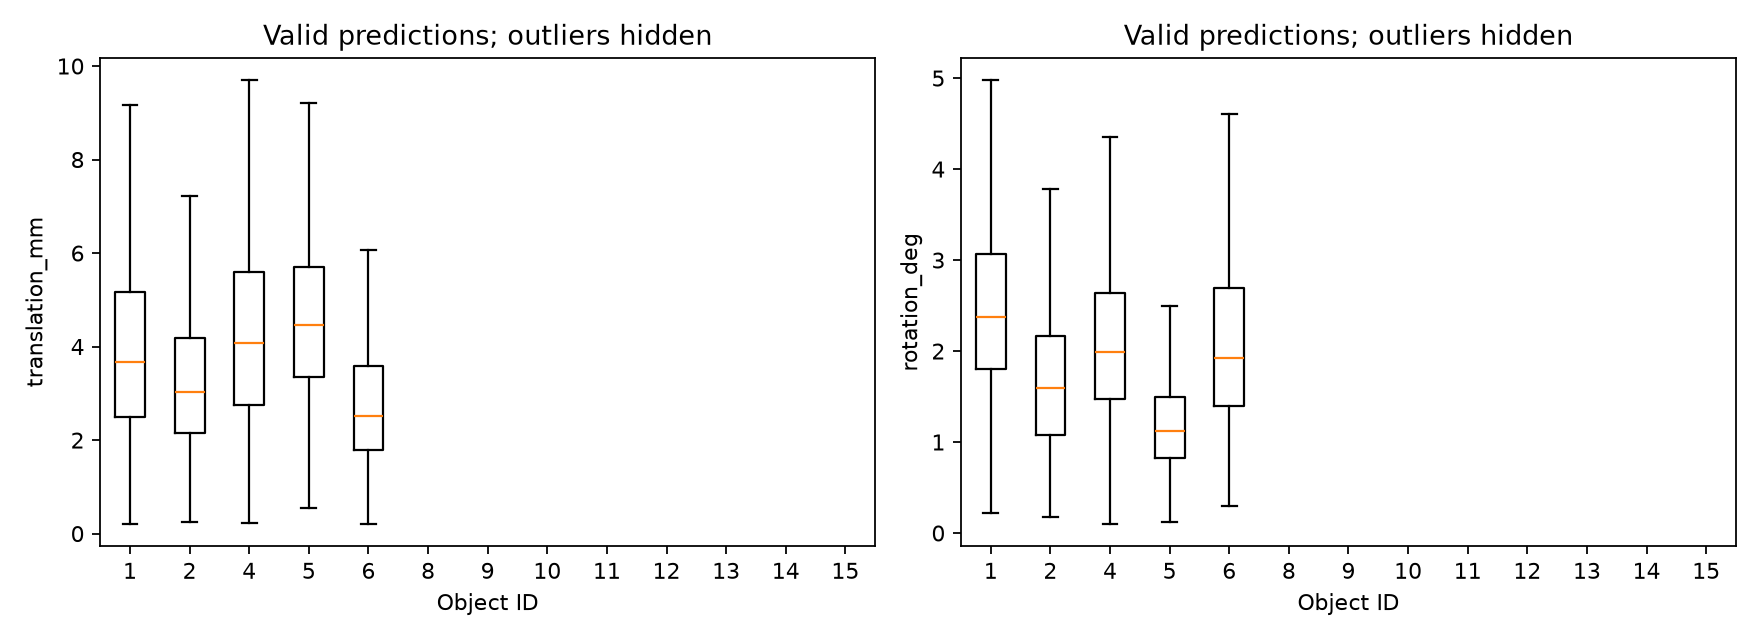 Valid predictions; outliers hidden
translation_mm
10
8
6
4
2
0
1 2 4 5 6 8 9 10 11 12 13 14 15
Object ID
Valid predictions; outliers hidden
rotation_deg
5
4
3
2
1
0
1 2 4 5 6 8 9 10 11 12 13 14 15
Object ID